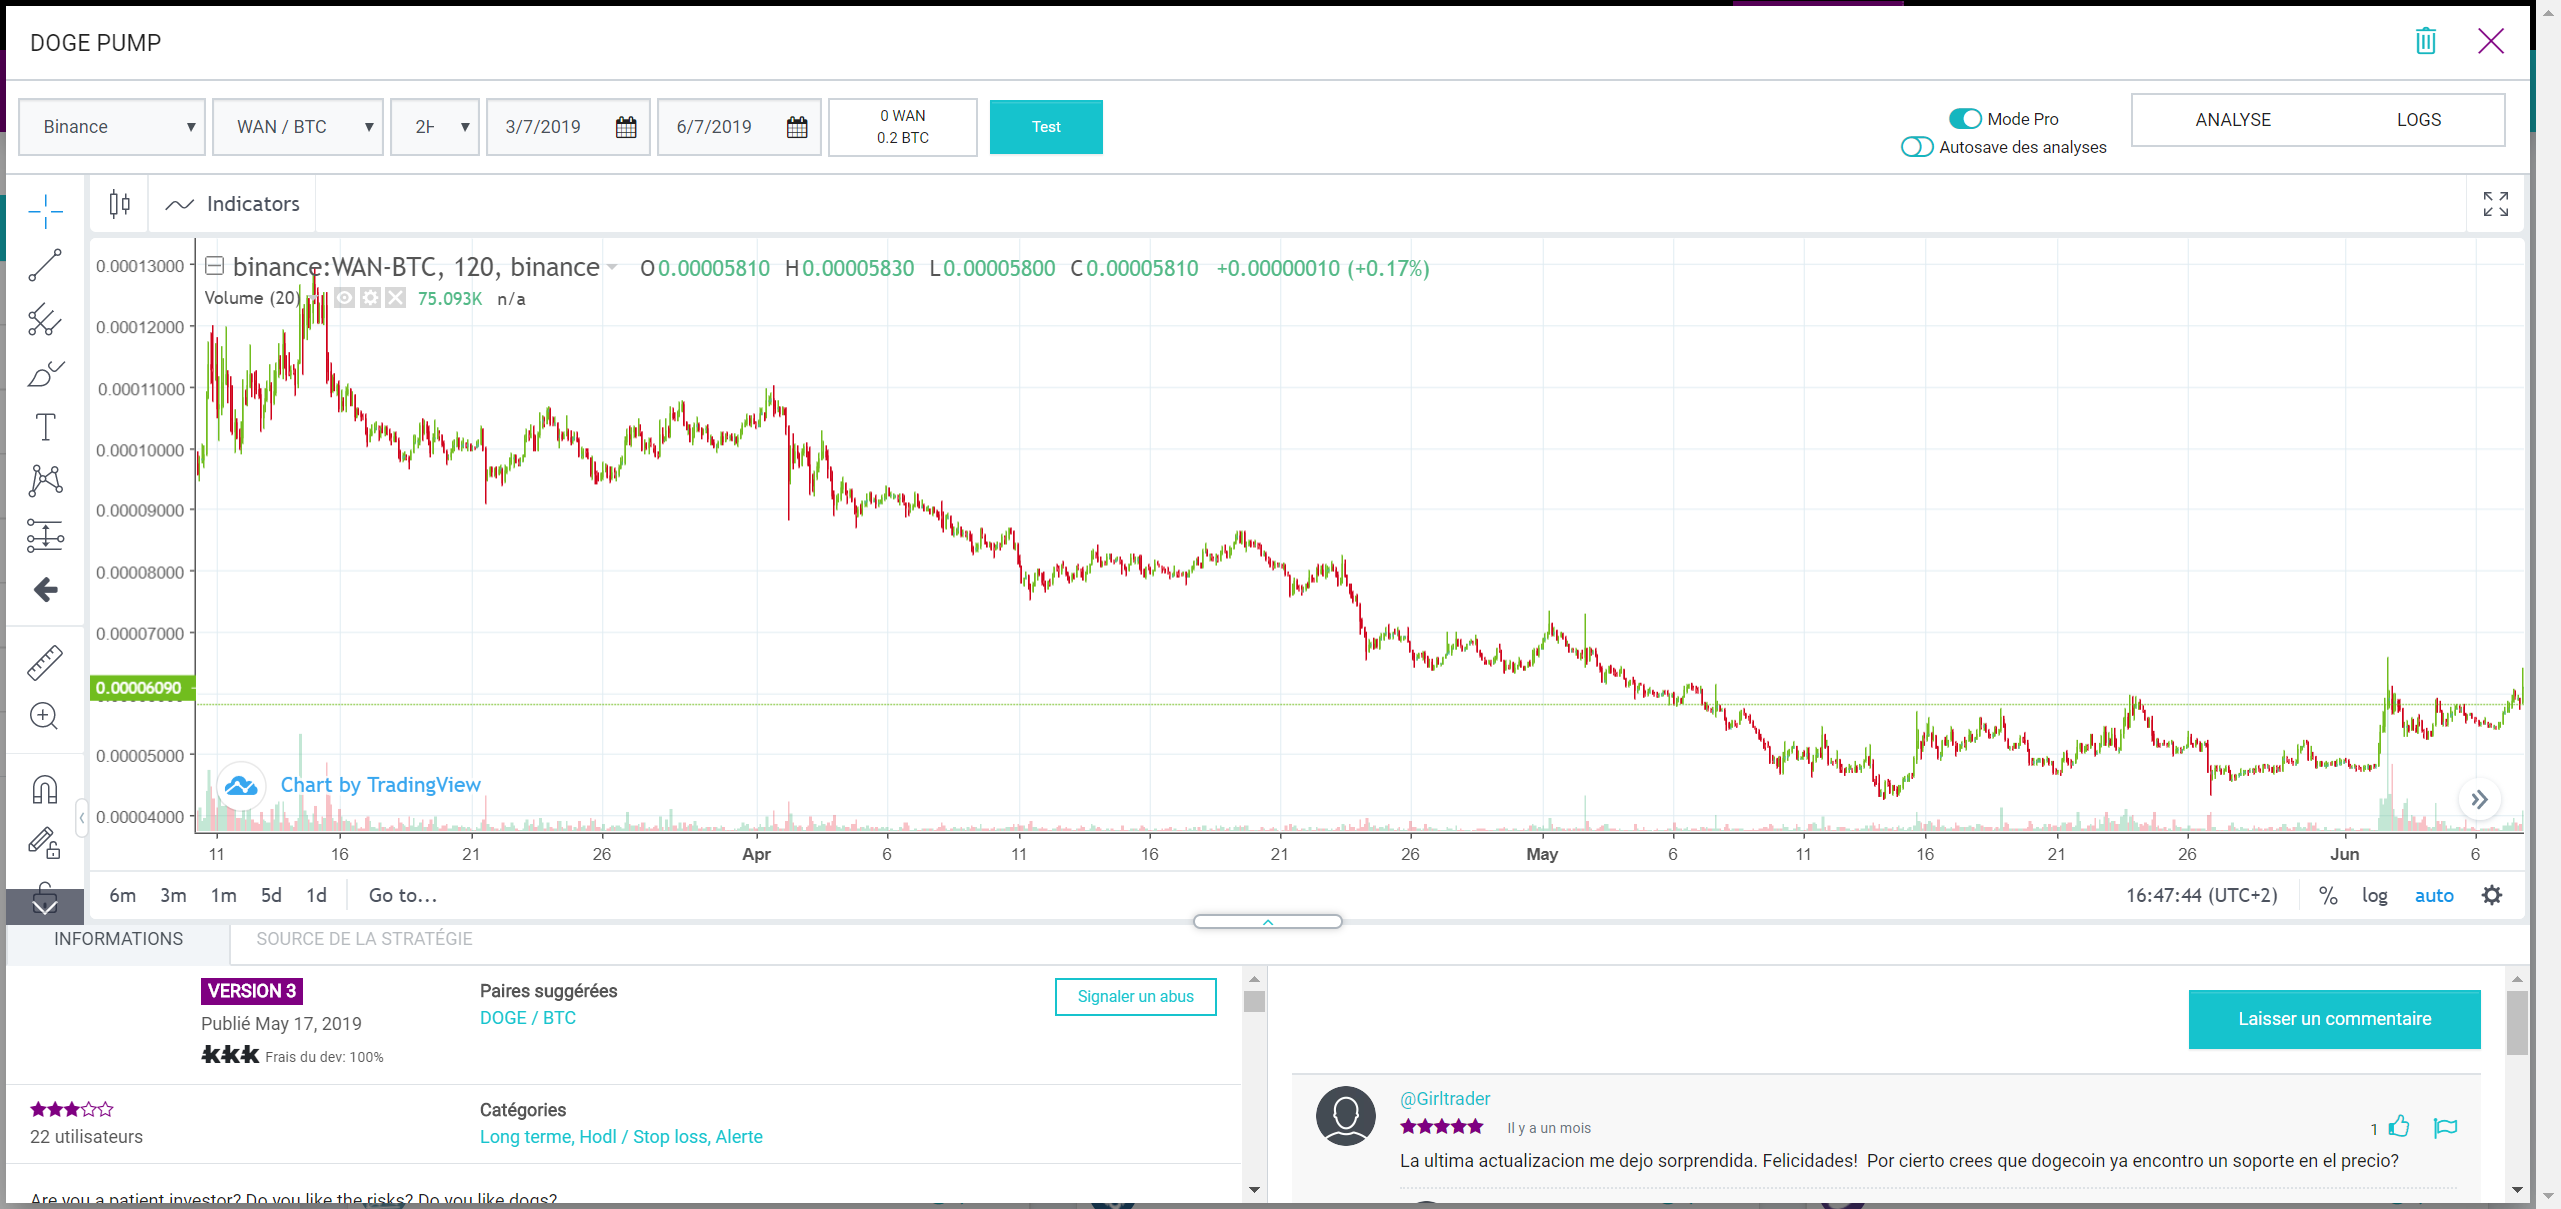 DOGE PUMP
Binance
WAN / BTC
3/7/2019
6/7/2019
0 WAN
0.2 BTC
Test
Mode Pro
Autosave des analyses
ANALYSE
LOGS
Indicators
binance:WAN-BTC, 120, binance
O0.00005810 H0.00005830 L0.00005800 C0.00005810 +0.00000010 (+0.17%)
Volume (20) 75.093K n/a
0.00013000
0.00012000
0.00011000
0.00010000
0.00009000
0.00008000
0.00007000
0.00006090
0.00005000
0.00004000
Chart by TradingView
11 16 21 26 Apr 6 11 16 21 26 May 6 11 16 21 26 Jun 6
6m 3m 1m 5d 1d Go to...
16:47:44 (UTC+2) % log auto
INFORMATIONS
SOURCE DE LA STRATÉGIE
VERSION 3
Publié May 17, 2019
Frais du dev: 100%
Paires suggérées
DOGE / BTC
Signaler un abus
22 utilisateurs
Catégories
Long terme, Hodl / Stop loss, Alerte
Are you a patient investor? Do you like the risks? Do you like dogs?
Laisser un commentaire
@Girltrader
Il y a un mois
1
La ultima actualizacion me dejo sorprendida. Felicidades! Por cierto crees que dogecoin ya encontro un soporte en el precio?